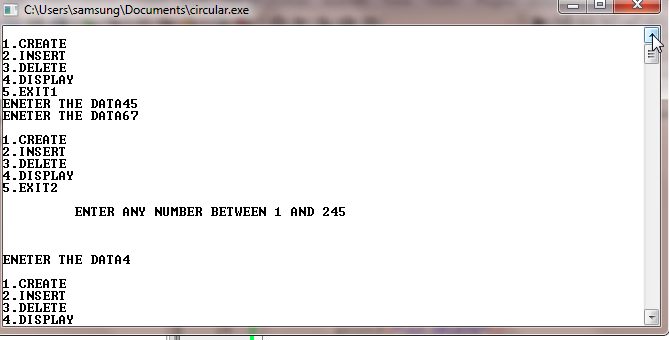 C:\Users\samsung\Documents\circular.exe
1.CREATE
2.INSERT
3.DELETE
4.DISPLAY
5.EXIT1
ENETER THE DATA45
ENETER THE DATA67
1.CREATE
2.INSERT
3.DELETE
4.DISPLAY
5.EXIT2
ENTER ANY NUMBER BETWEEN 1 AND 245
ENETER THE DATA4
1.CREATE
2.INSERT
3.DELETE
4.DISPLAY